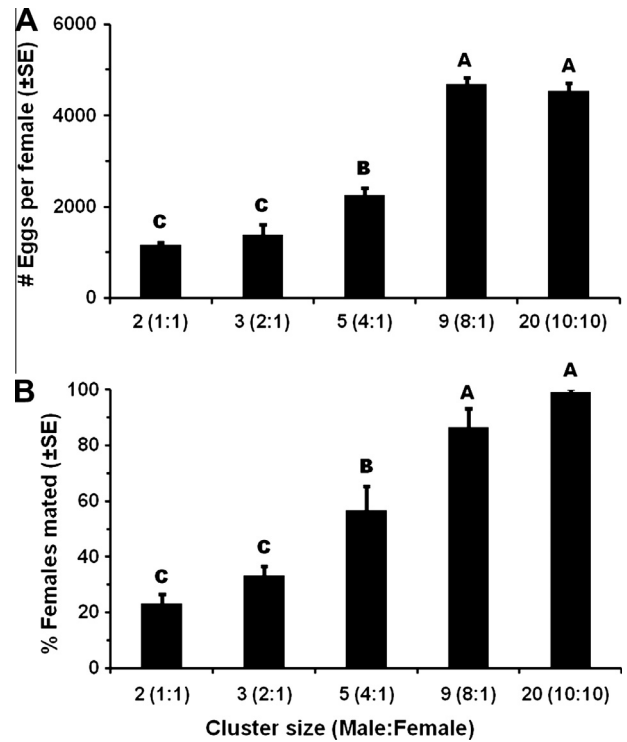 A
# Eggs per female (±SE)
6000
4000
2000
0
C
C
B
A
A
2 (1:1) 3 (2:1) 5 (4:1) 9 (8:1) 20 (10:10)
B
% Females mated (±SE)
100
80
60
40
20
0
C
C
B
A
A
2 (1:1) 3 (2:1) 5 (4:1) 9 (8:1) 20 (10:10)
Cluster size (Male:Female)